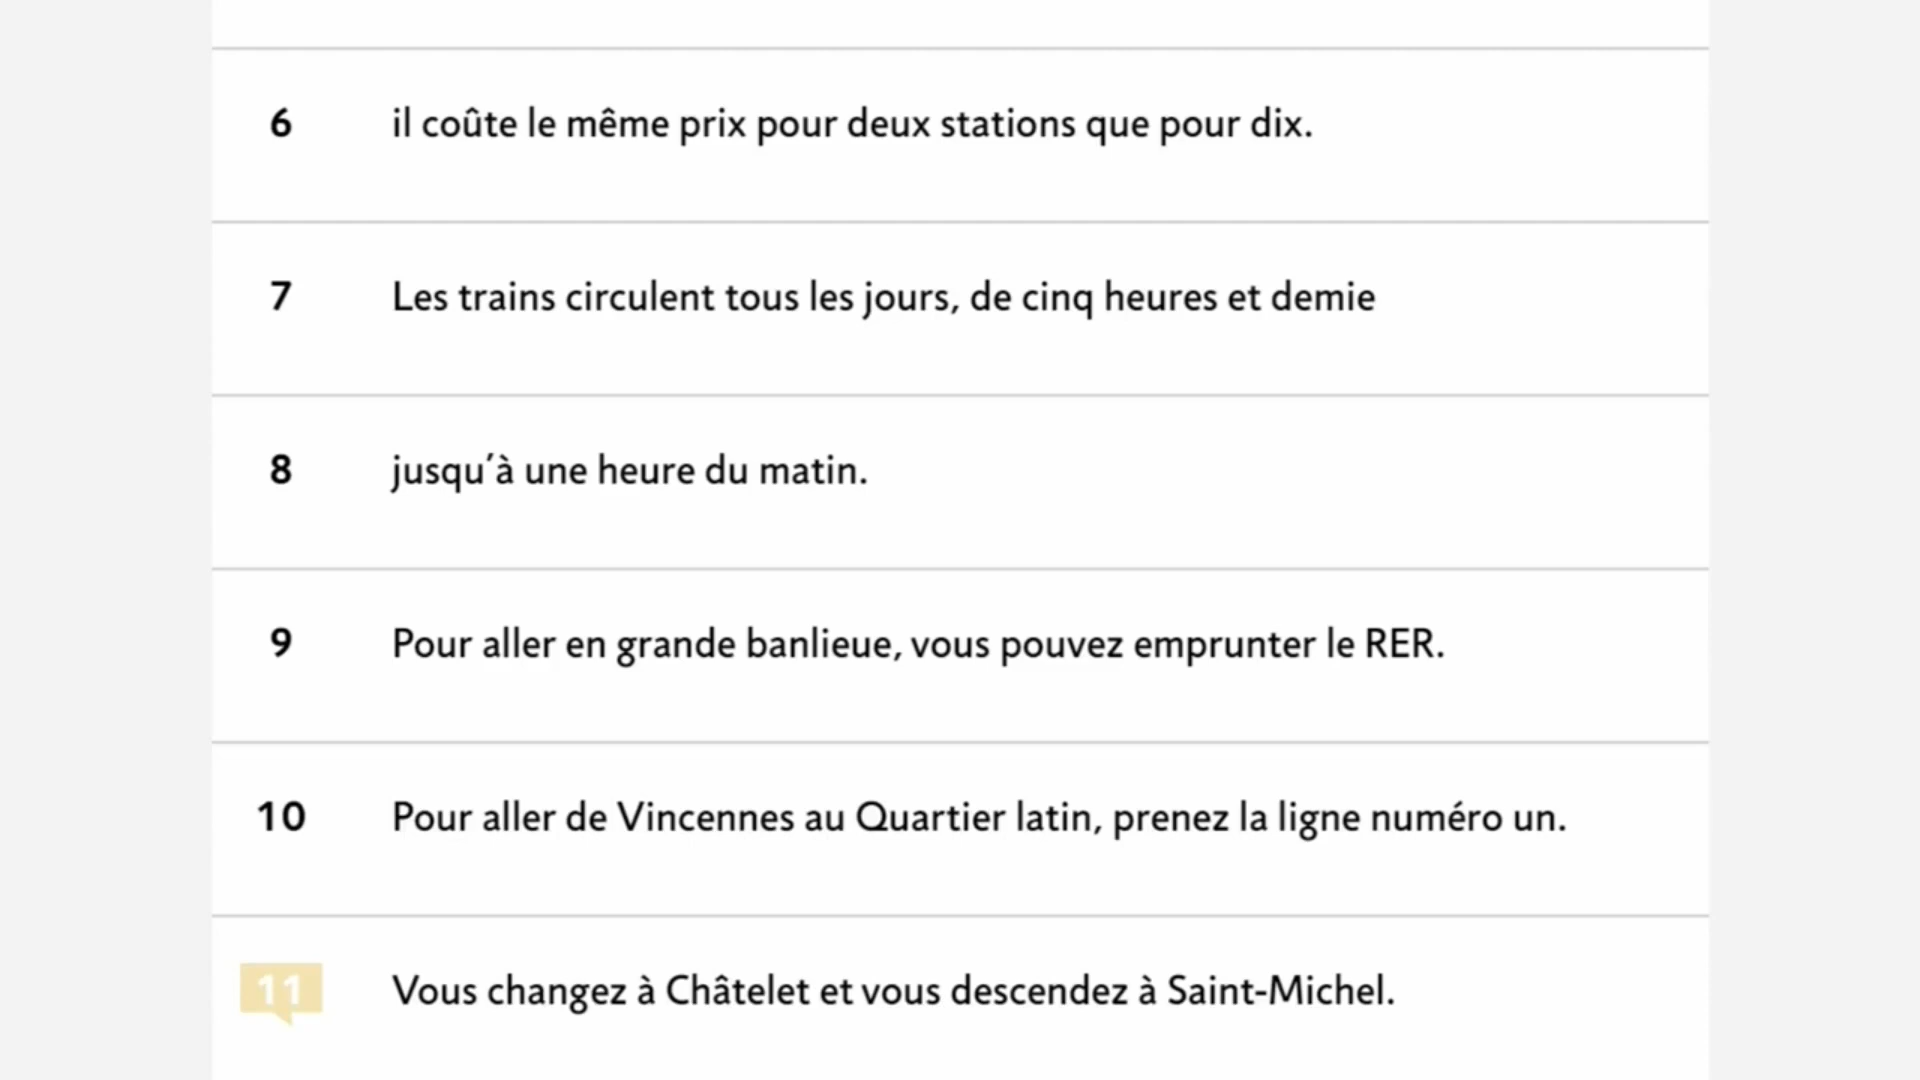 6 il coûte le même prix pour deux stations que pour dix.
7 Les trains circulent tous les jours, de cinq heures et demie
8 jusqu´à une heure du matin.
9 Pour aller en grande banlieue, vous pouvez emprunter le RER.
10 Pour aller de Vincennes au Quartier latin, prenez la ligne numéro un.
11 Vous changez à Châtelet et vous descendez à Saint-Michel.